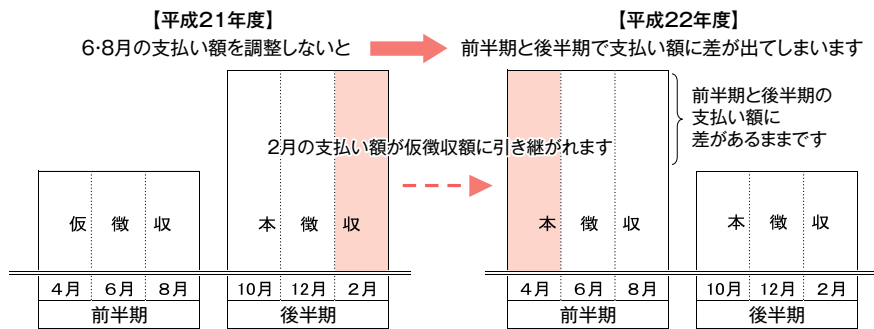 【平成21年度】
6・8月の支払い額を調整しないと
【平成22年度】
前半期と後半期で支払い額に差が出てしまいます
前半期と後半期の
支払い額に
差があるままです
2月の支払い額が仮徴収額に引き継がれます
仮 徴 収
本 徴 収
本 徴 収
本 徴 収
4月 6月 8月
10月 12月 2月
4月 6月 8月
10月 12月 2月
前半期
後半期
前半期
後半期